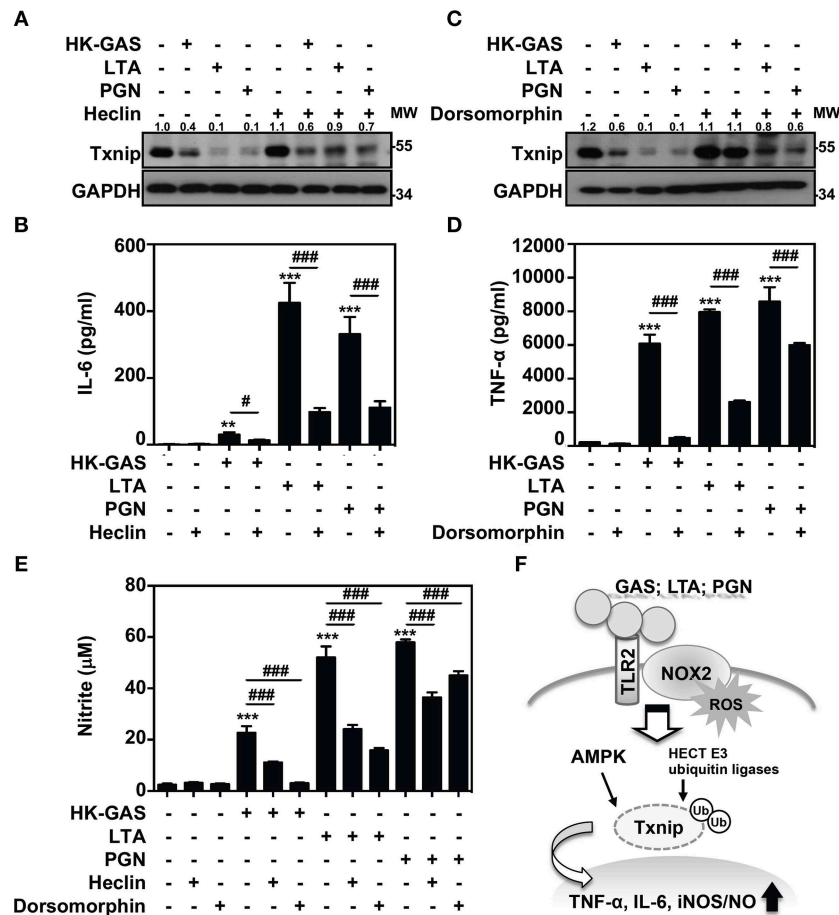 A
HK-GAS - + - - - + - -
LTA - - + - - - + -
PGN - - - + - - - +
Heclin - - - - + + + + MW
1.0 0.4 0.1 0.1 1.1 0.6 0.9 0.7
Txnip -55
GAPDH -34
C
HK-GAS - + - - - + - -
LTA - - + - - - + -
PGN - - - + - - - +
Dorsomorphin - - - - + + + + MW
1.2 0.6 0.1 0.1 1.1 1.1 0.8 0.6
Txnip -55
GAPDH -34
B
IL-6 (pg/ml)
600
400
200
0
** # *** ### *** ###
HK-GAS - - + + - - - -
LTA - - - - + + - -
PGN - - - - - - + +
Heclin - + - + - + - +
D
TNF-α (pg/ml)
12000
10000
8000
6000
4000
2000
0
*** ### *** ### *** ###
HK-GAS - - + + - - - -
LTA - - - - + + - -
PGN - - - - - - + +
Dorsomorphin - + - + - + - +
E
Nitrite (µM)
80
60
40
20
0
*** ### ### *** ### ### *** ### ###
HK-GAS - - - + + + - - - - - -
LTA - - - - - - + + + - - -
PGN - - - - - - - - - + + +
Heclin - + - - + - - + - - + -
Dorsomorphin - - + - - + - - + - - +
F
GAS; LTA; PGN
TLR2
NOX2
ROS
AMPK
HECT E3
ubiquitin ligases
Txnip
Ub
Ub
TNF-α, IL-6, iNOS/NO